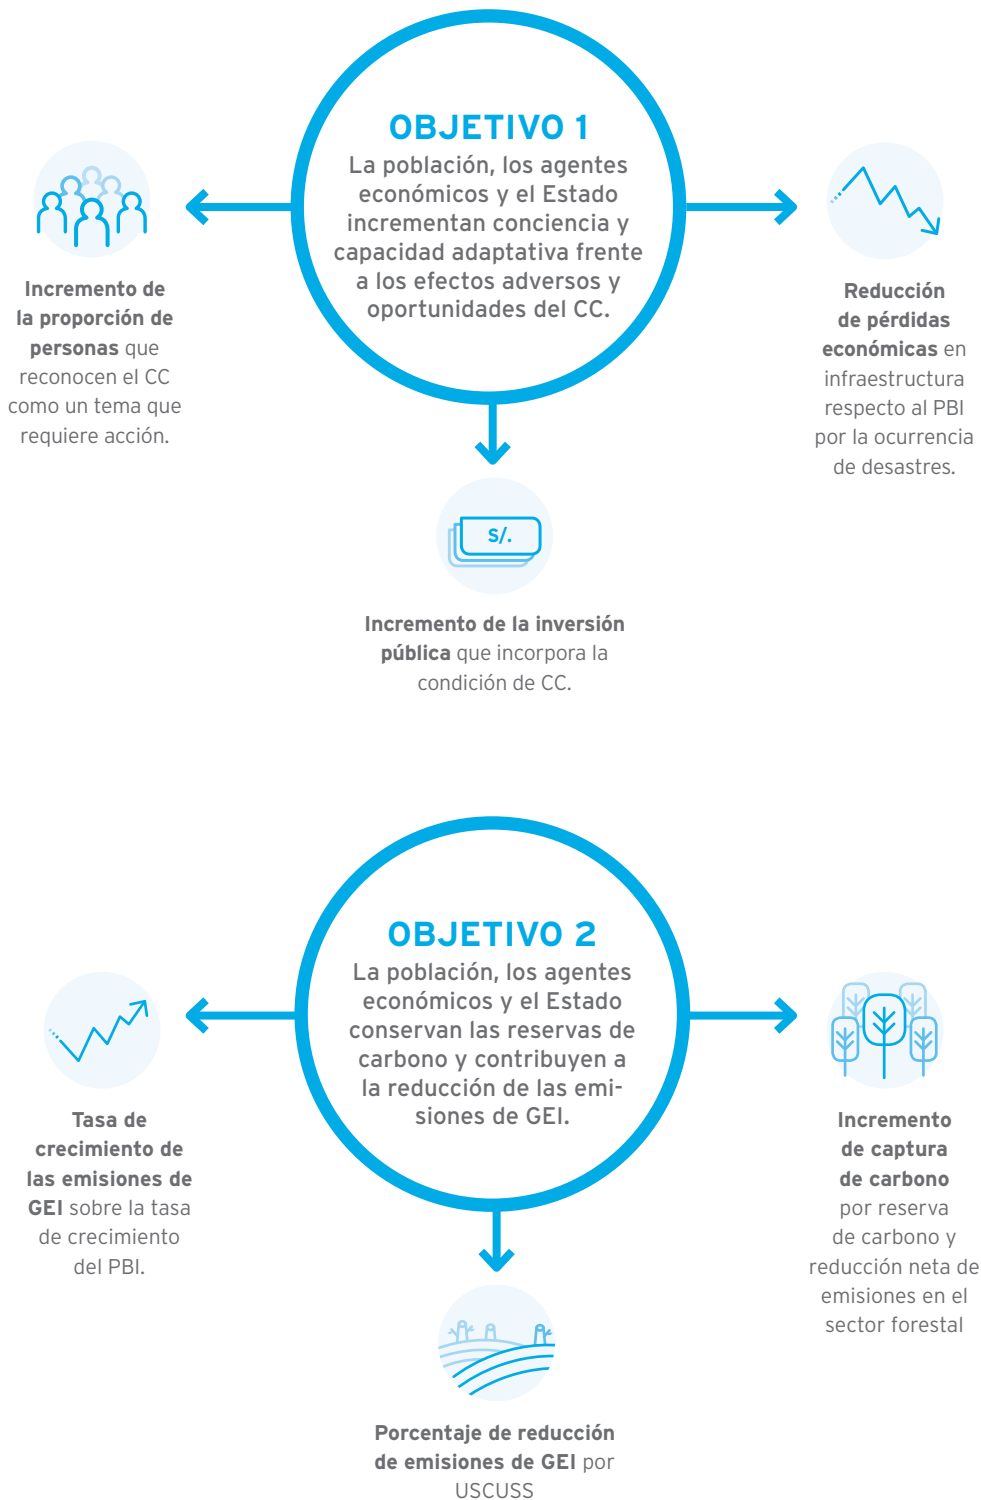 OBJETIVO 1
La población, los agentes
económicos y el Estado
incrementan conciencia y
capacidad adaptativa frente
a los efectos adversos y
oportunidades del CC.
Incremento de
la proporción de
personas que
reconocen el CC
como un tema que
requiere acción.
Reducción
de pérdidas
económicas en
infraestructura
respecto al PBI
por la ocurrencia
de desastres.
S/.
Incremento de la inversión
pública que incorpora la
condición de CC.
OBJETIVO 2
La población, los agentes
económicos y el Estado
conservan las reservas de
carbono y contribuyen a
la reducción de las emi-
siones de GEI.
Tasa de
crecimiento de
las emisiones de
GEI sobre la tasa
de crecimiento
del PBI.
Incremento
de captura
de carbono
por reserva
de carbono y
reducción neta de
emisiones en el
sector forestal
Porcentaje de reducción
de emisiones de GEI por
USCUSS